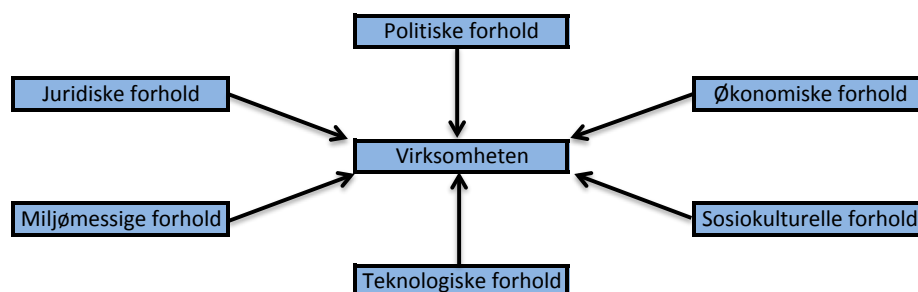 Politiske forhold
Juridiske forhold
Økonomiske forhold
Virksomheten
Miljømessige forhold
Sosiokulturelle forhold
Teknologiske forhold